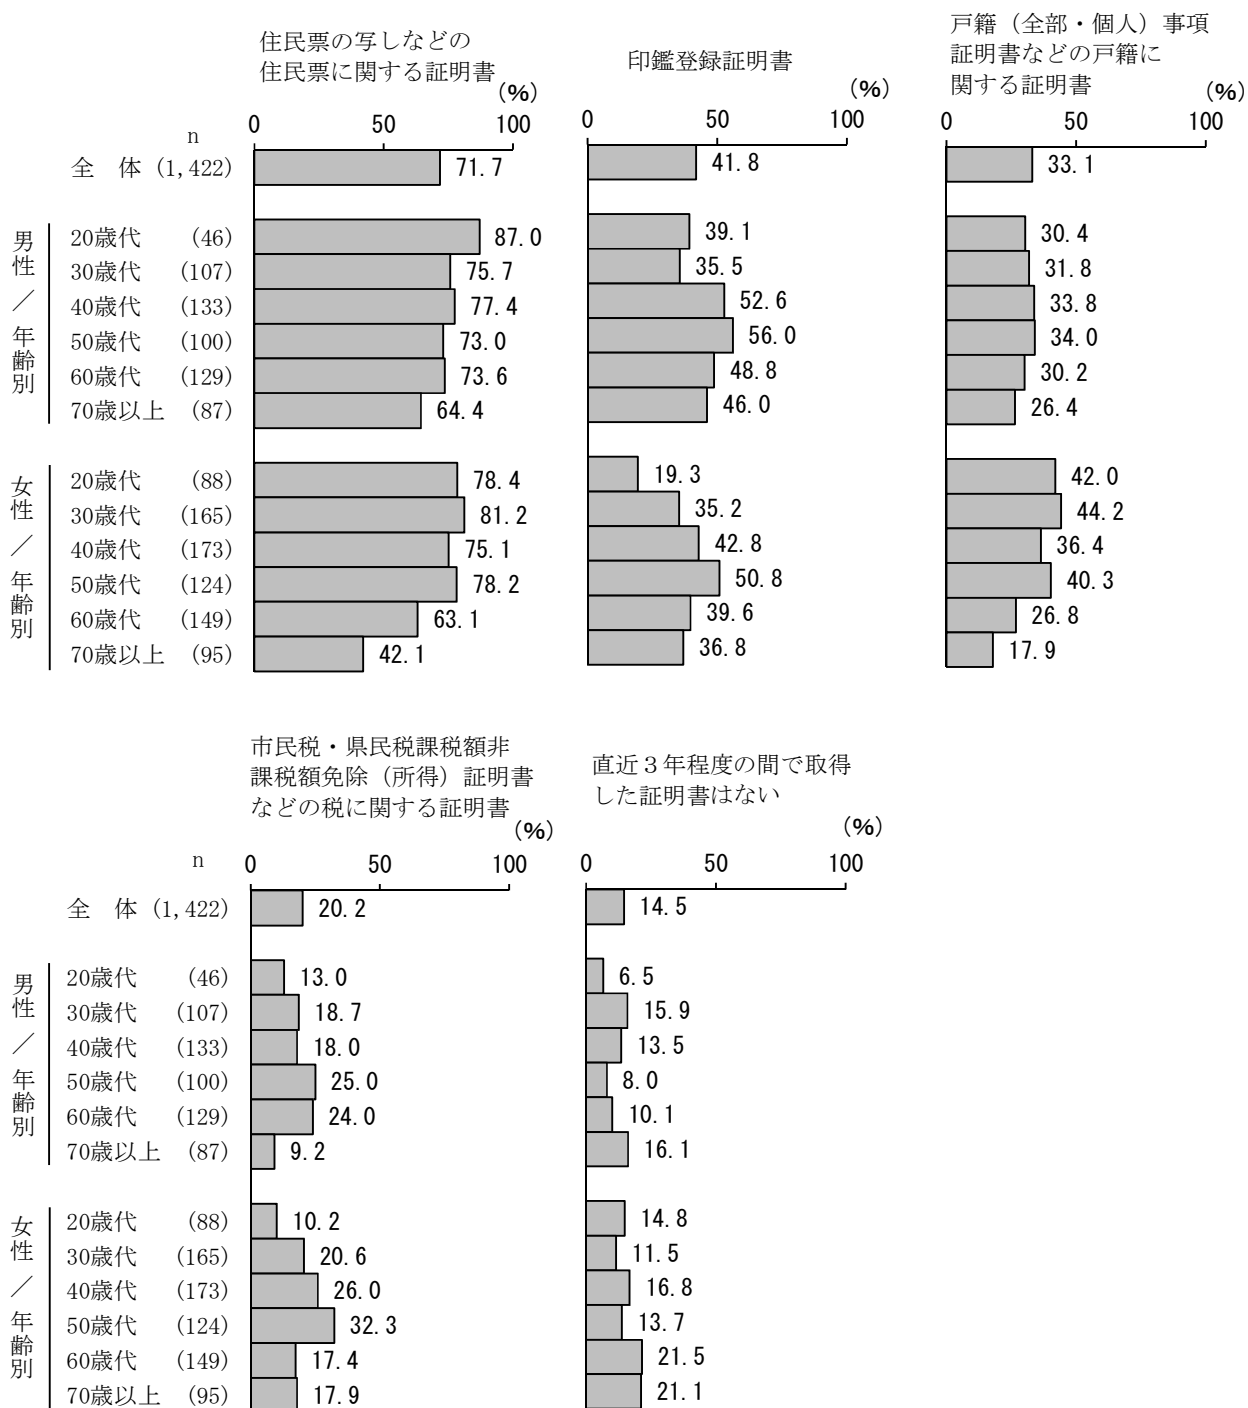 住民票の写しなどの
住民票に関する証明書
(%)
0 50 100
印鑑登録証明書
(%)
0 50 100
戸籍（全部・個人）事項
証明書などの戸籍に
関する証明書
(%)
0 50 100
n
全　体 (1,422) 71.7 41.8 33.1
男性／年齢別
20歳代 (46) 87.0 39.1 30.4
30歳代 (107) 75.7 35.5 31.8
40歳代 (133) 77.4 52.6 33.8
50歳代 (100) 73.0 56.0 34.0
60歳代 (129) 73.6 48.8 30.2
70歳以上 (87) 64.4 46.0 26.4
女性／年齢別
20歳代 (88) 78.4 19.3 42.0
30歳代 (165) 81.2 35.2 44.2
40歳代 (173) 75.1 42.8 36.4
50歳代 (124) 78.2 50.8 40.3
60歳代 (149) 63.1 39.6 26.8
70歳以上 (95) 42.1 36.8 17.9
市民税・県民税課税額非
課税額免除（所得）証明書
などの税に関する証明書
(%)
0 50 100
直近３年程度の間で取得
した証明書はない
(%)
0 50 100
n
全　体 (1,422) 20.2 14.5
男性／年齢別
20歳代 (46) 13.0 6.5
30歳代 (107) 18.7 15.9
40歳代 (133) 18.0 13.5
50歳代 (100) 25.0 8.0
60歳代 (129) 24.0 10.1
70歳以上 (87) 9.2 16.1
女性／年齢別
20歳代 (88) 10.2 14.8
30歳代 (165) 20.6 11.5
40歳代 (173) 26.0 16.8
50歳代 (124) 32.3 13.7
60歳代 (149) 17.4 21.5
70歳以上 (95) 17.9 21.1